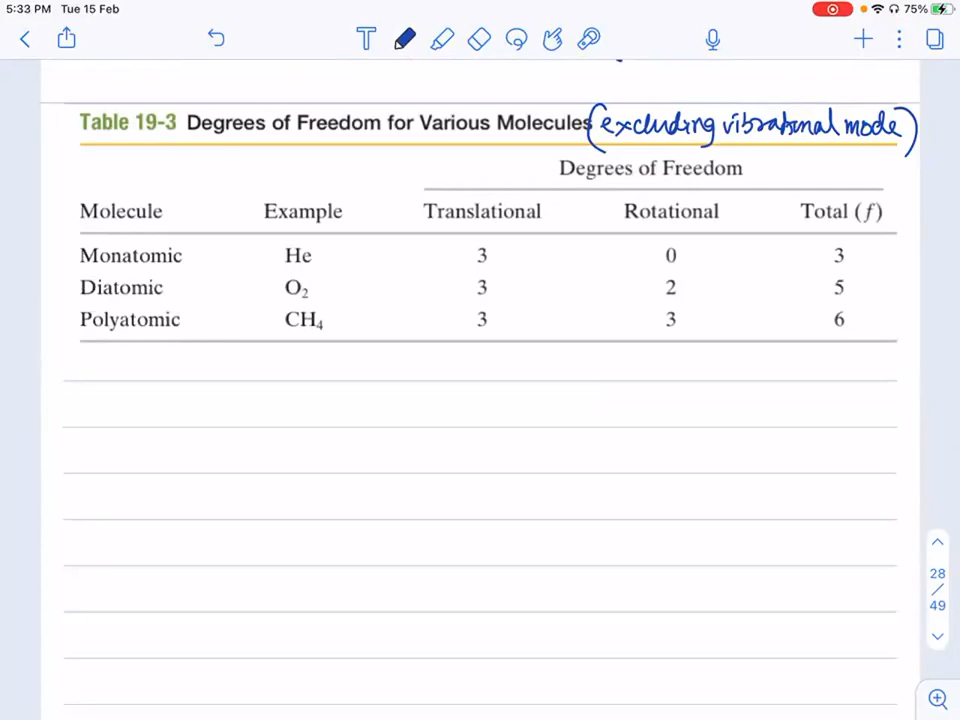 5:33 PM Tue 15 Feb 75%
T
Table 19-3 Degrees of Freedom for Various Molecules (excluding vibrational mode)
Degrees of Freedom
Molecule Example Translational Rotational Total (f)
Monatomic He 3 0 3
Diatomic O₂ 3 2 5
Polyatomic CH₄ 3 3 6
28
/
49